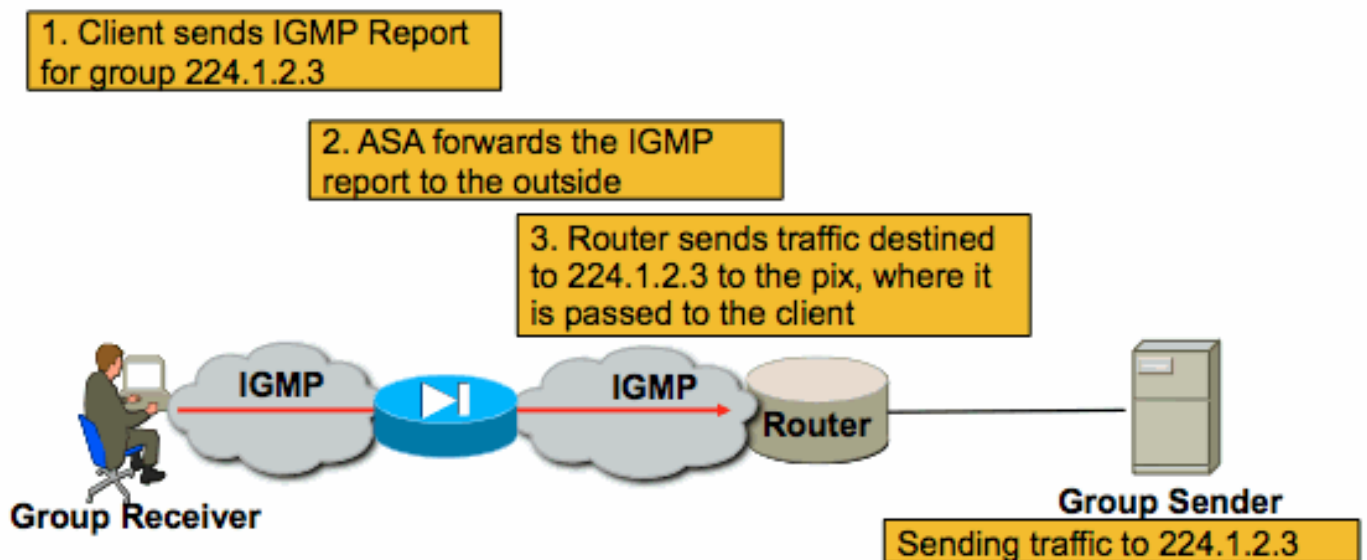 1. Client sends IGMP Report
for group 224.1.2.3
2. ASA forwards the IGMP
report to the outside
3. Router sends traffic destined
to 224.1.2.3 to the pix, where it
is passed to the client
IGMP
IGMP
Router
Group Receiver
Group Sender
Sending traffic to 224.1.2.3